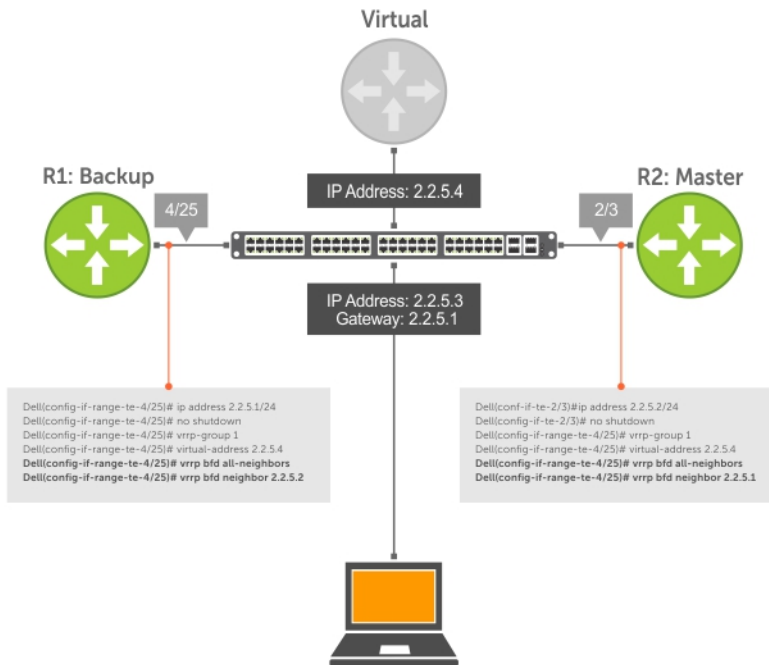 Virtual
R1: Backup
IP Address: 2.2.5.4
R2: Master
4/25
2/3
IP Address: 2.2.5.3
Gateway: 2.2.5.1
Dell(config-if-range-te-4/25)# ip address 2.2.5.1/24
Dell(config-if-range-te-4/25)# no shutdown
Dell(config-if-range-te-4/25)# vrrp-group 1
Dell(config-if-range-te-4/25)# virtual-address 2.2.5.4
Dell(config-if-range-te-4/25)# vrrp bfd all-neighbors
Dell(config-if-range-te-4/25)# vrrp bfd neighbor 2.2.5.2
Dell(conf-if-te-2/3)#ip address 2.2.5.2/24
Dell(config-if-te-2/3)# no shutdown
Dell(config-if-range-te-4/25)# vrrp-group 1
Dell(config-if-range-te-4/25)# virtual-address 2.2.5.4
Dell(config-if-range-te-4/25)# vrrp bfd all-neighbors
Dell(config-if-range-te-4/25)# vrrp bfd neighbor 2.2.5.1